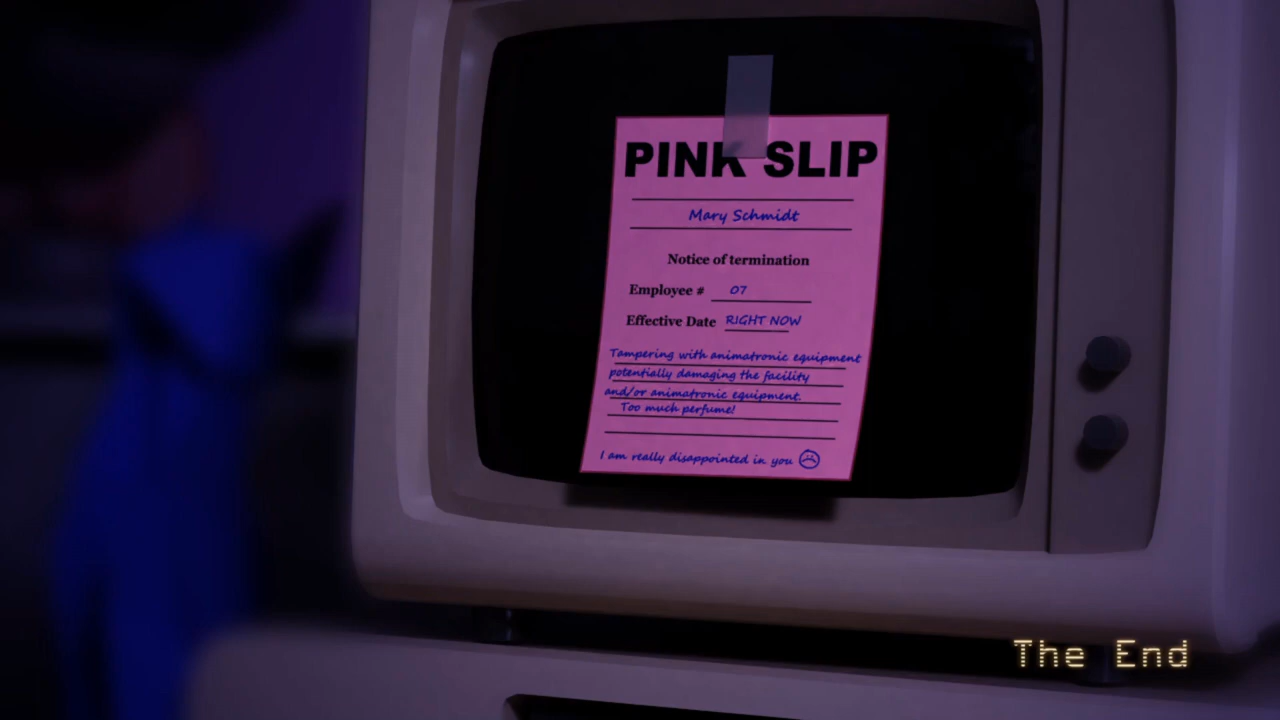 PINK SLIP
Mary Schmidt
Notice of termination
Employee # 07
Effective Date RIGHT NOW
Tampering with animatronic equipment
potentially damaging the facility
and/or animatronic equipment.
Too much perfume!
I am really disappointed in you
The End